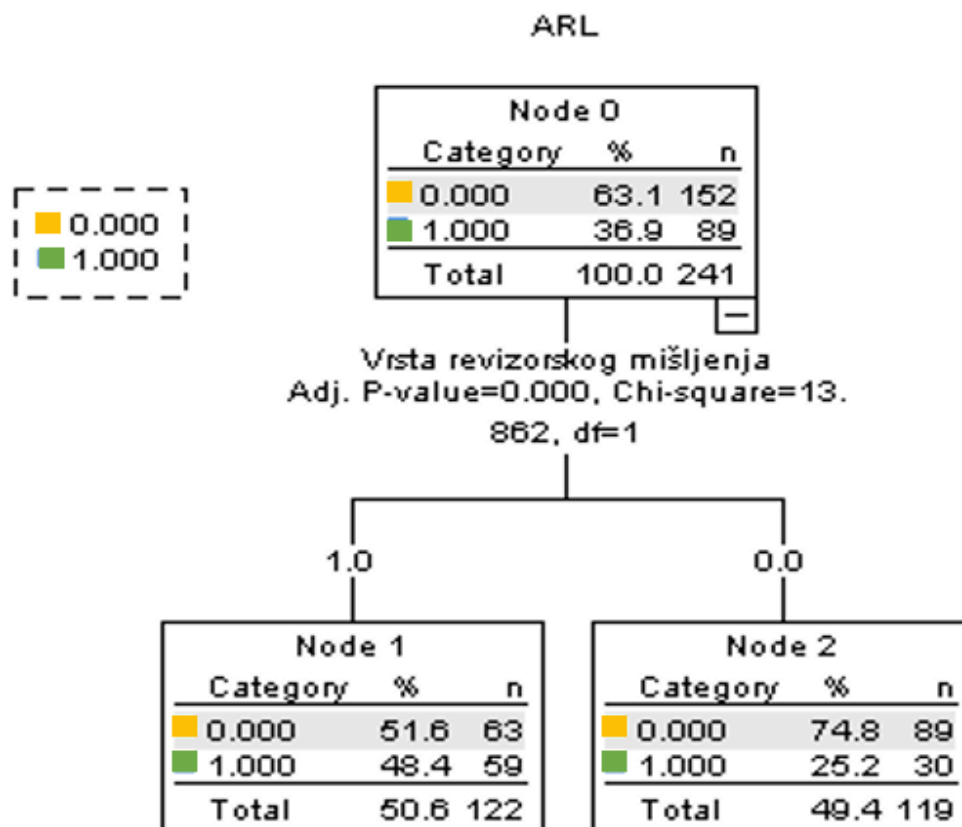 ARL
Node 0
Category % n
0.000 63.1 152
1.000 36.9 89
Total 100.0 241
0.000
1.000
Vrsta revizorskog mišljenja
Adj. P-value=0.000, Chi-square=13.
862, df=1
1.0
0.0
Node 1
Category % n
0.000 51.6 63
1.000 48.4 59
Total 50.6 122
Node 2
Category % n
0.000 74.8 89
1.000 25.2 30
Total 49.4 119